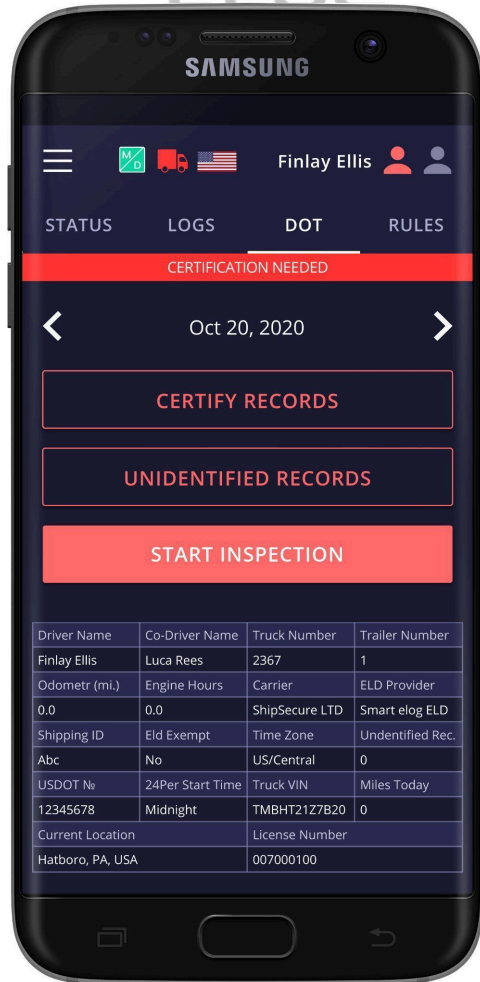 SAMSUNG
M/D
Finlay Ellis
STATUS LOGS DOT RULES
CERTIFICATION NEEDED
Oct 20, 2020
CERTIFY RECORDS
UNIDENTIFIED RECORDS
START INSPECTION
Driver Name Co-Driver Name Truck Number Trailer Number
Finlay Ellis Luca Rees 2367 1
Odometr (mi.) Engine Hours Carrier ELD Provider
0.0 0.0 ShipSecure LTD Smart elog ELD
Shipping ID Eld Exempt Time Zone Undentified Rec.
Abc No US/Central 0
USDOT № 24Per Start Time Truck VIN Miles Today
12345678 Midnight TMBHT21Z7B20 0
Current Location License Number
Hatboro, PA, USA 007000100